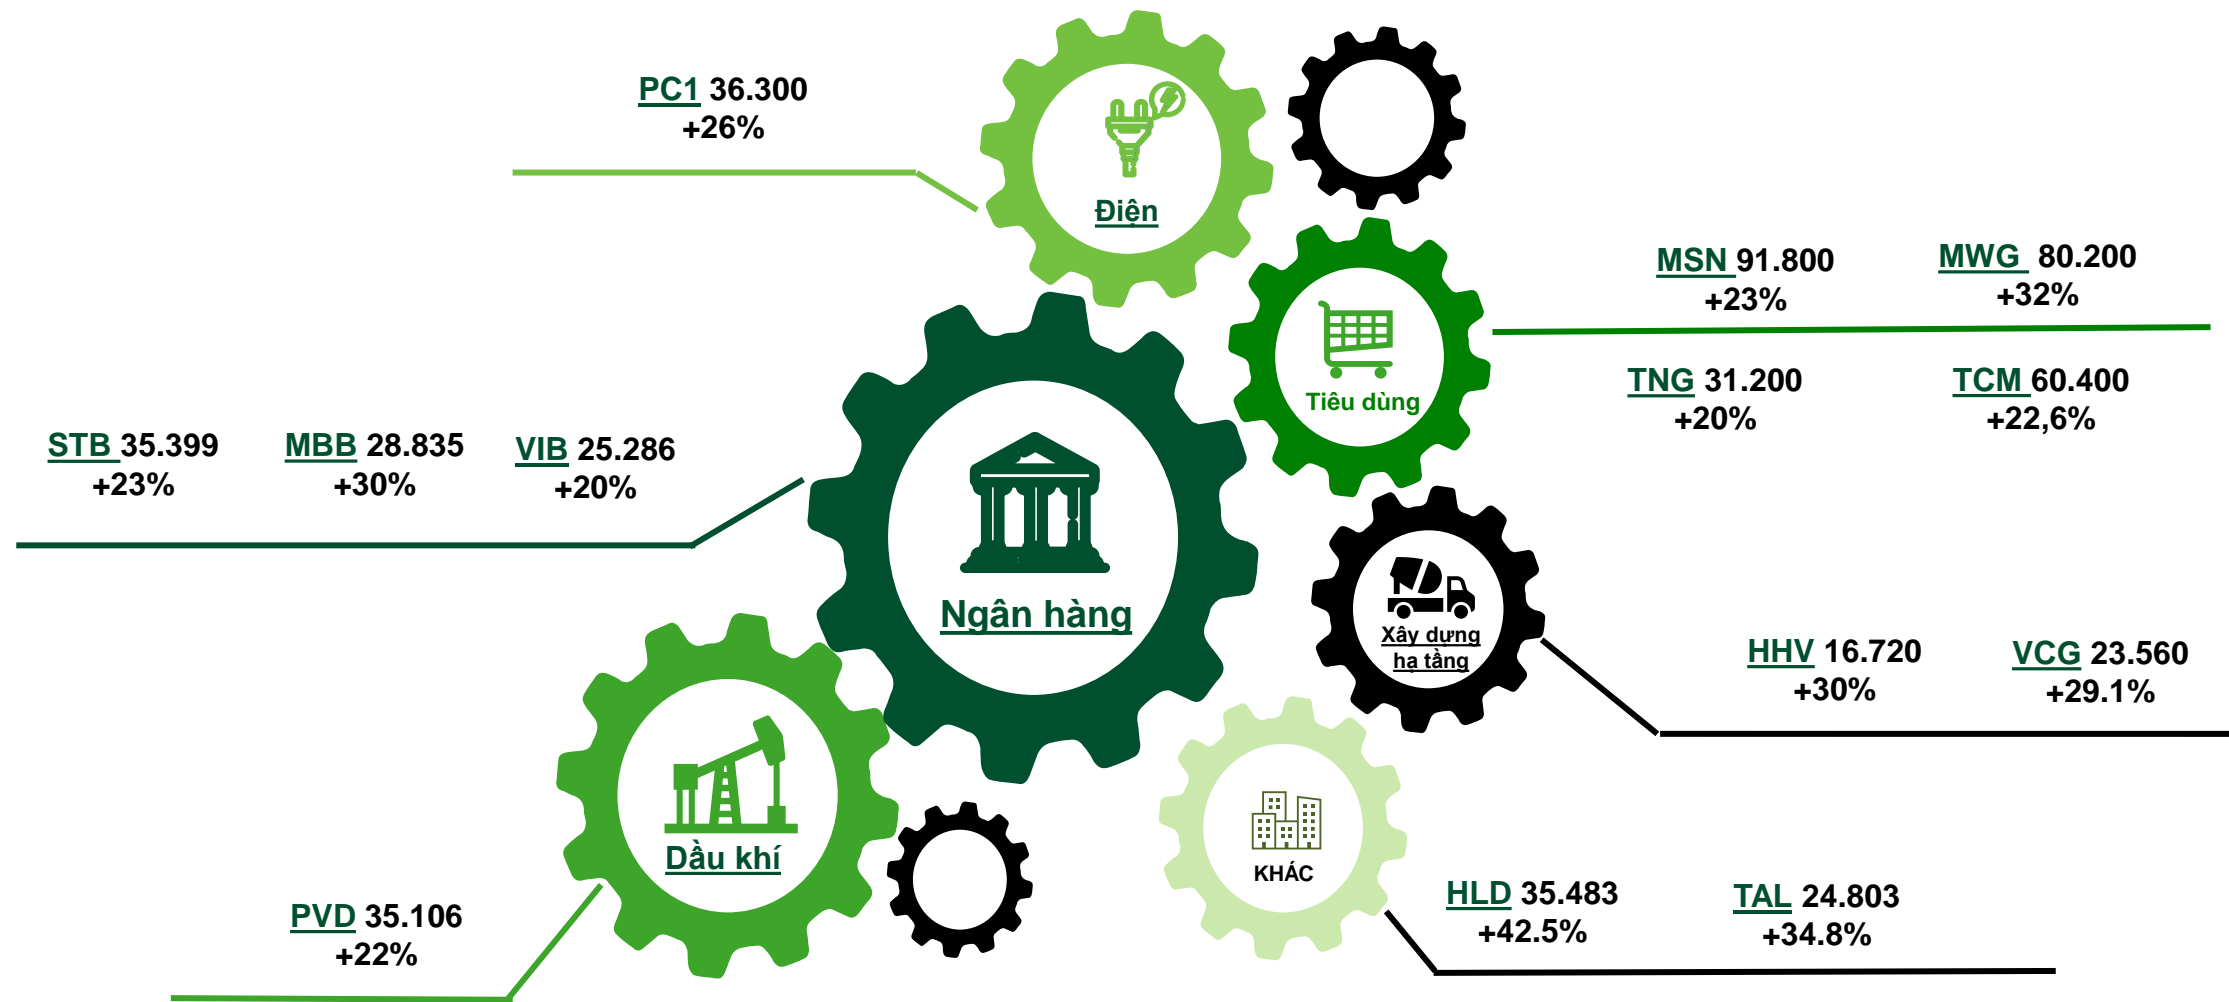 PC1 36.300
+26%
Điện
MSN 91.800
+23%
MWG 80.200
+32%
Tiêu dùng
TNG 31.200
+20%
TCM 60.400
+22,6%
STB 35.399
+23%
MBB 28.835
+30%
VIB 25.286
+20%
Ngân hàng
Xây dựng
hạ tầng
HHV 16.720
+30%
VCG 23.560
+29.1%
Dầu khí
KHÁC
PVD 35.106
+22%
HLD 35.483
+42.5%
TAL 24.803
+34.8%